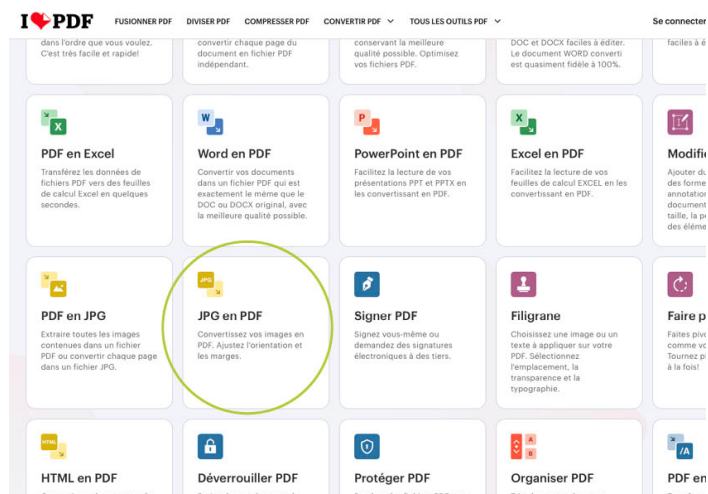 I PDF
FUSIONNER PDF
DIVISER PDF
COMPRESSER PDF
CONVERTIR PDF
TOUS LES OUTILS PDF
Se connecter
dans l'ordre que vous voulez.
C'est très facile et rapide!
convertir chaque page du
document en fichier PDF
indépendant.
conservant la meilleure
qualité possible. Optimisez
vos fichiers PDF.
DOC et DOCX faciles à éditer.
Le document WORD converti
est quasiment fidèle à 100%.
faciles à é
X
PDF en Excel
Transférez les données de
fichiers PDF vers des feuilles
de calcul Excel en quelques
secondes.
W
Word en PDF
Convertir vos documents
dans un fichier PDF qui est
exactement le même que le
DOC ou DOCX original, avec
la meilleure qualité possible.
P
PowerPoint en PDF
Facilitez la lecture de vos
présentations PPT et PPTX en
les convertissant en PDF.
X
Excel en PDF
Facilitez la lecture de vos
feuilles de calcul EXCEL en les
convertissant en PDF.
T
Modifie
Ajouter du
des forme
annotation
document
taille, la po
des élémen
PDF en JPG
Extraire toutes les images
contenues dans un fichier
PDF ou convertir chaque page
dans un fichier JPG.
JPG
JPG en PDF
Convertissez vos images en
PDF. Ajustez l'orientation et
les marges.
Signer PDF
Signez vous-même ou
demandez des signatures
électroniques à des tiers.
Filigrane
Choisissez une image ou un
texte à appliquer sur votre
PDF. Sélectionnez
l'emplacement, la
transparence et la
typographie.
Faire p
Faites pivo
comme vo
Tournez pl
à la fois!
HTML
HTML en PDF
Déverrouiller PDF
Protéger PDF
A
B
Organiser PDF
/A
PDF en